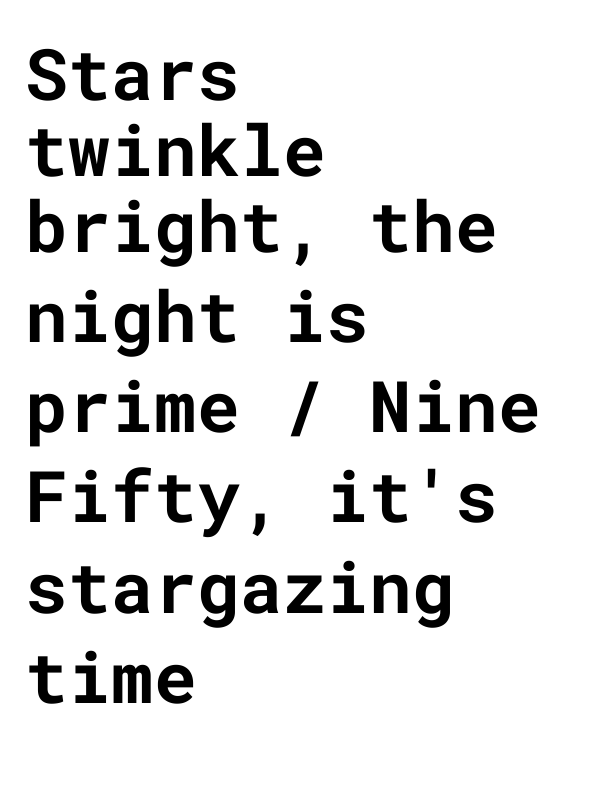 Stars
twinkle
bright, the
night is
prime / Nine
Fifty, it's
stargazing
time